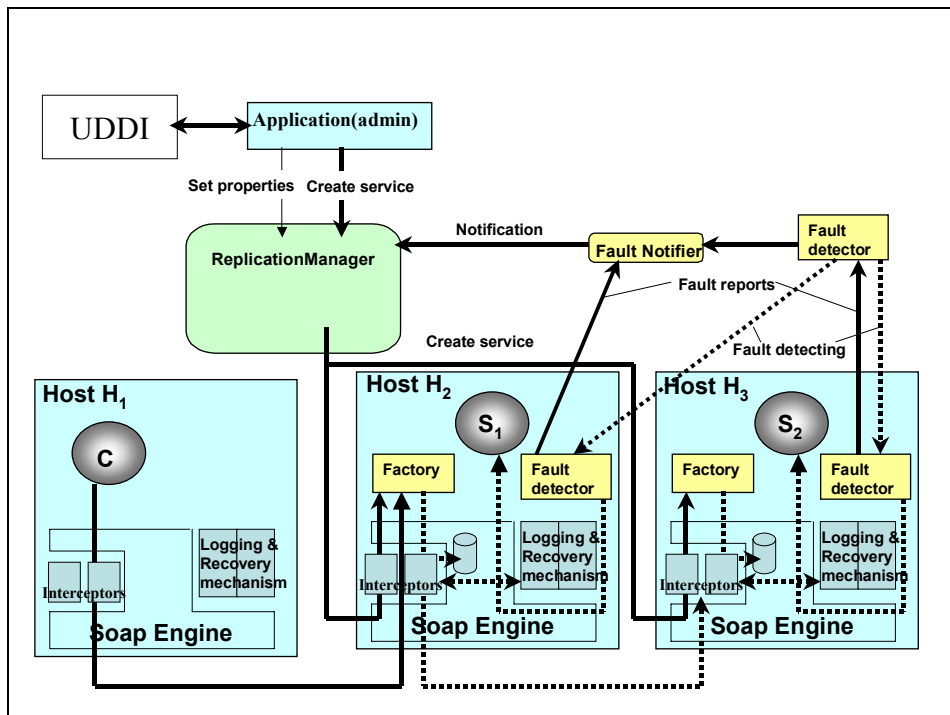 UDDI
Application(admin)
Set properties
Create service
ReplicationManager
Notification
Fault Notifier
Fault
detector
Fault reports
Fault detecting
Create service
Host H1
C
Interceptors
Logging &
Recovery
mechanism
Soap Engine
Host H2
S1
Factory
Fault
detector
Interceptors
Logging &
Recovery
mechanism
Soap Engine
Host H3
S2
Factory
Fault
detector
Interceptors
Logging &
Recovery
mechanism
Soap Engine